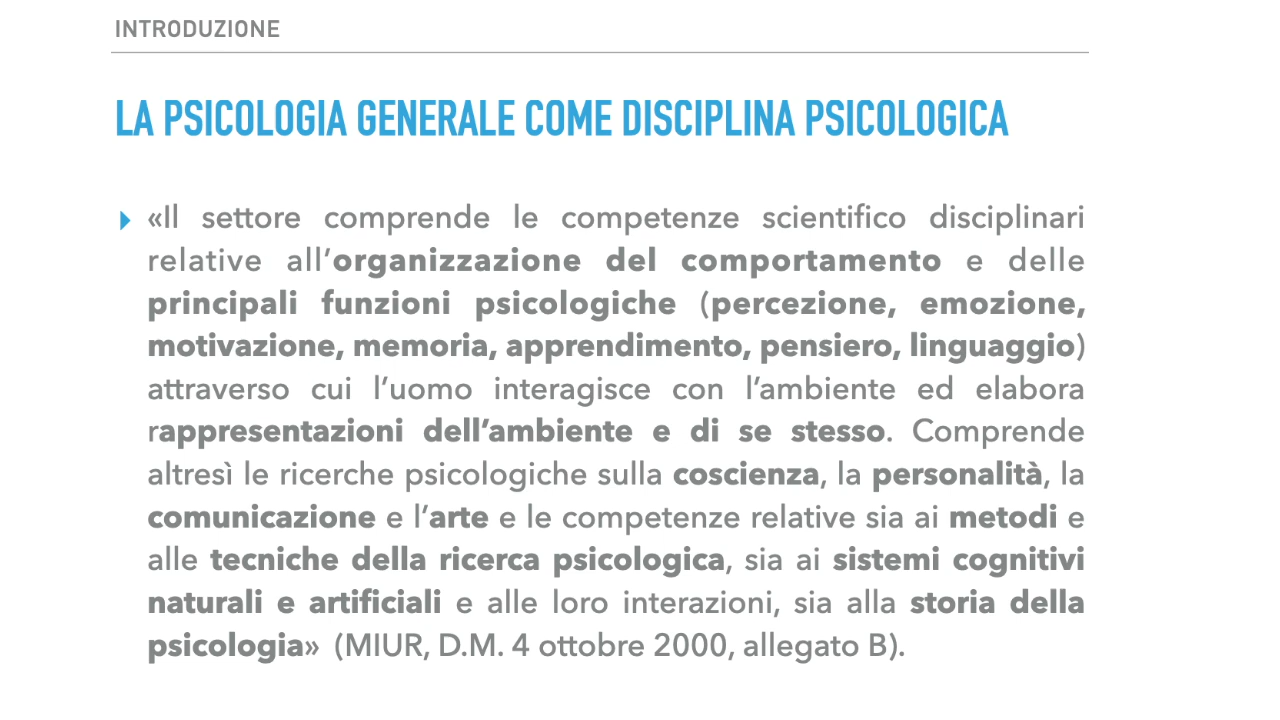 INTRODUZIONE
LA PSICOLOGIA GENERALE COME DISCIPLINA PSICOLOGICA
«Il settore comprende le competenze scientifico disciplinari
relative all’organizzazione del comportamento e delle
principali funzioni psicologiche (percezione, emozione,
motivazione, memoria, apprendimento, pensiero, linguaggio)
attraverso cui l’uomo interagisce con l’ambiente ed elabora
rappresentazioni dell’ambiente e di se stesso. Comprende
altresì le ricerche psicologiche sulla coscienza, la personalità, la
comunicazione e l’arte e le competenze relative sia ai metodi e
alle tecniche della ricerca psicologica, sia ai sistemi cognitivi
naturali e artificiali e alle loro interazioni, sia alla storia della
psicologia» (MIUR, D.M. 4 ottobre 2000, allegato B).